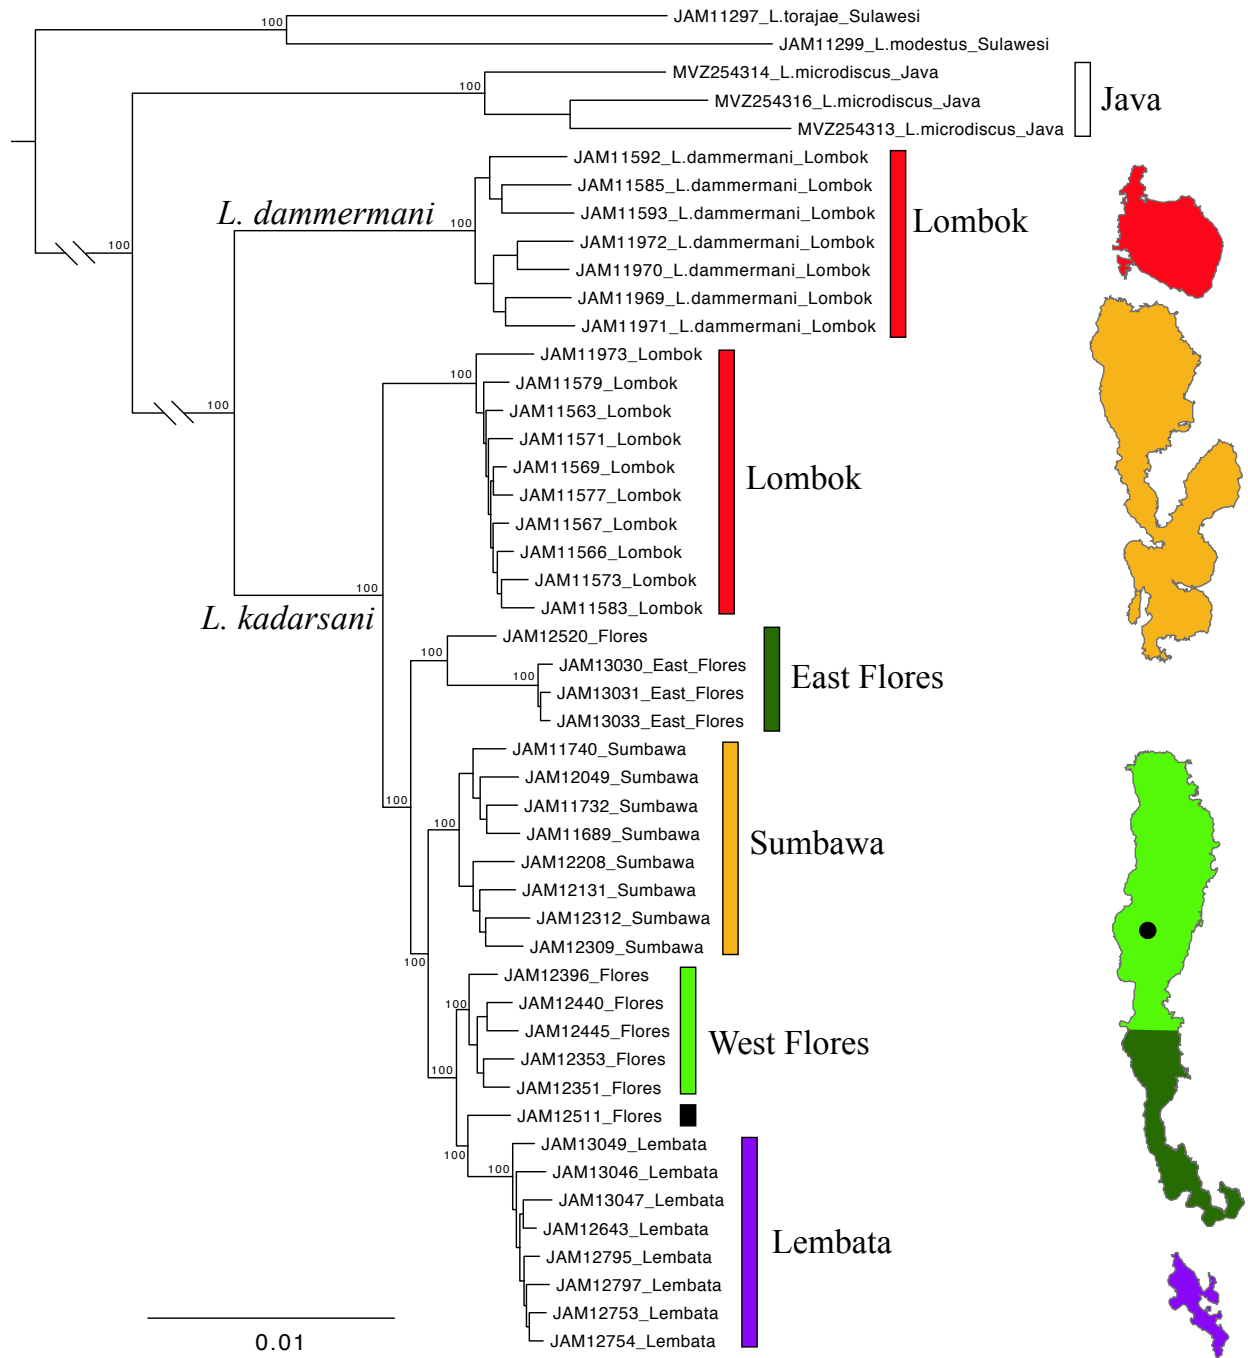 100
JAM11297_L.torajae_Sulawesi
JAM11299_L.modestus_Sulawesi
MVZ254314_L.microdiscus_Java
100
MVZ254316_L.microdiscus_Java
Java
MVZ254313_L.microdiscus_Java
JAM11592_L.dammermani_Lombok
JAM11585_L.dammermani_Lombok
L. dammermani
100
JAM11593_L.dammermani_Lombok
Lombok
100
JAM11972_L.dammermani_Lombok
JAM11970_L.dammermani_Lombok
JAM11969_L.dammermani_Lombok
JAM11971_L.dammermani_Lombok
JAM11973_Lombok
100
JAM11579_Lombok
100
JAM11563_Lombok
JAM11571_Lombok
JAM11569_Lombok
Lombok
JAM11577_Lombok
JAM11567_Lombok
JAM11566_Lombok
JAM11573_Lombok
100
L. kadarsani
JAM11583_Lombok
JAM12520_Flores
100
JAM13030_East_Flores
100
East Flores
JAM13031_East_Flores
JAM13033_East_Flores
JAM11740_Sumbawa
JAM12049_Sumbawa
100
JAM11732_Sumbawa
100
JAM11689_Sumbawa
Sumbawa
JAM12208_Sumbawa
JAM12131_Sumbawa
JAM12312_Sumbawa
JAM12309_Sumbawa
100
JAM12396_Flores
100
JAM12440_Flores
JAM12445_Flores
West Flores
JAM12353_Flores
100
JAM12351_Flores
JAM12511_Flores
JAM13049_Lembata
100
100
JAM13046_Lembata
JAM13047_Lembata
JAM12643_Lembata
Lembata
JAM12795_Lembata
JAM12797_Lembata
JAM12753_Lembata
JAM12754_Lembata
0.01